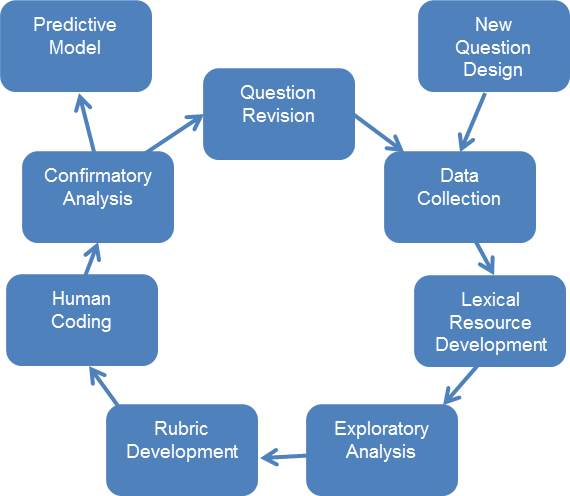 Predictive
Model
New
Question
Design
Question
Revision
Confirmatory
Analysis
Data
Collection
Human
Coding
Lexical
Resource
Development
Rubric
Development
Exploratory
Analysis